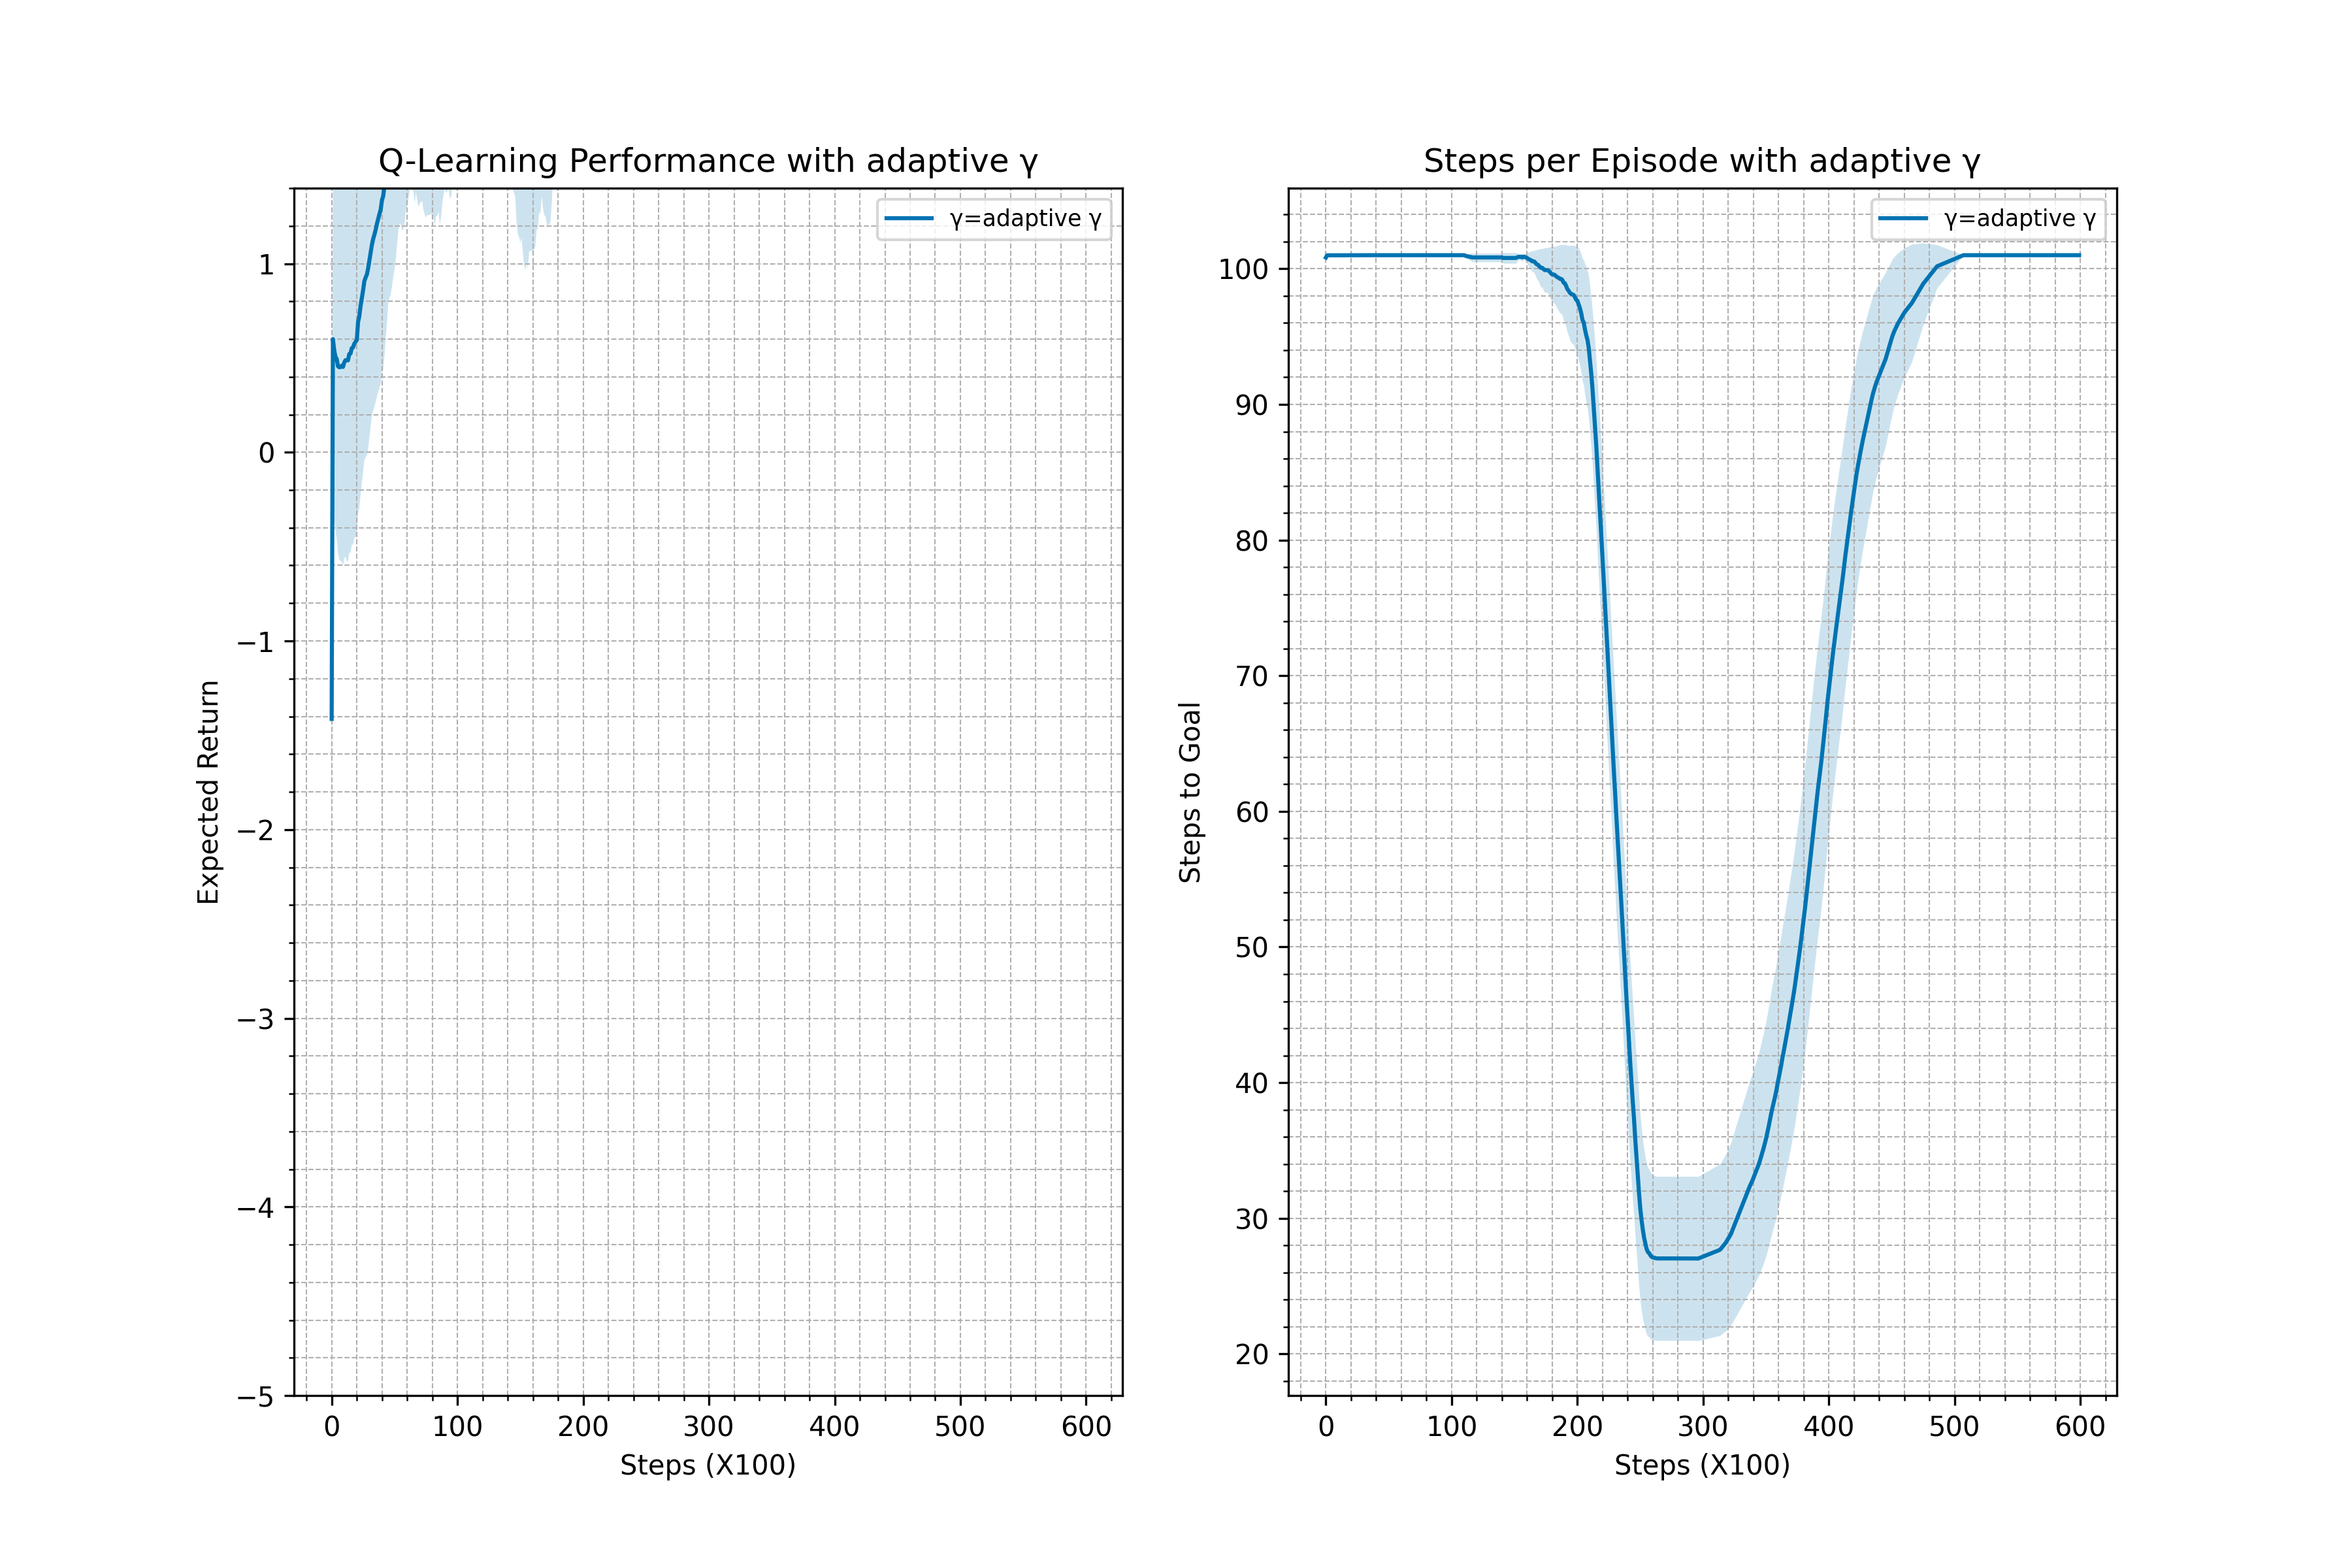 Q-Learning Performance with adaptive γ
γ=adaptive γ
1
0
−1
−2
−3
−4
−5
Expected Return
0 100 200 300 400 500 600
Steps (X100)
Steps per Episode with adaptive γ
γ=adaptive γ
100
90
80
70
60
50
40
30
20
Steps to Goal
0 100 200 300 400 500 600
Steps (X100)